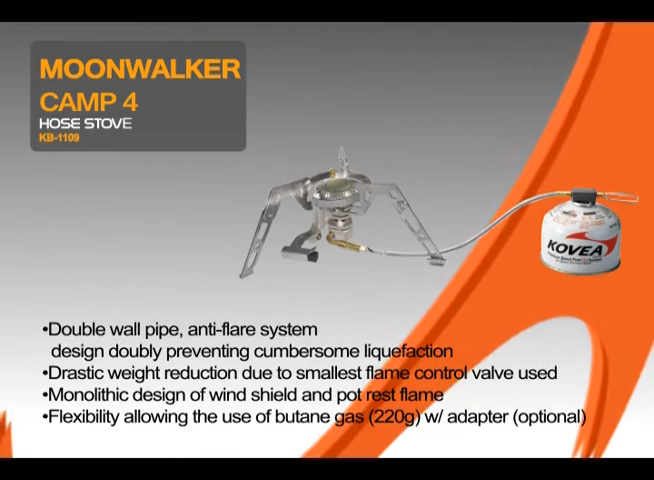 MOONWALKER
CAMP 4
HOSE STOVE
KB-1109
KOVEA
•Double wall pipe, anti-flare system
design doubly preventing cumbersome liquefaction
•Drastic weight reduction due to smallest flame control valve used
•Monolithic design of wind shield and pot rest flame
•Flexibility allowing the use of butane gas (220g) w/ adapter (optional)